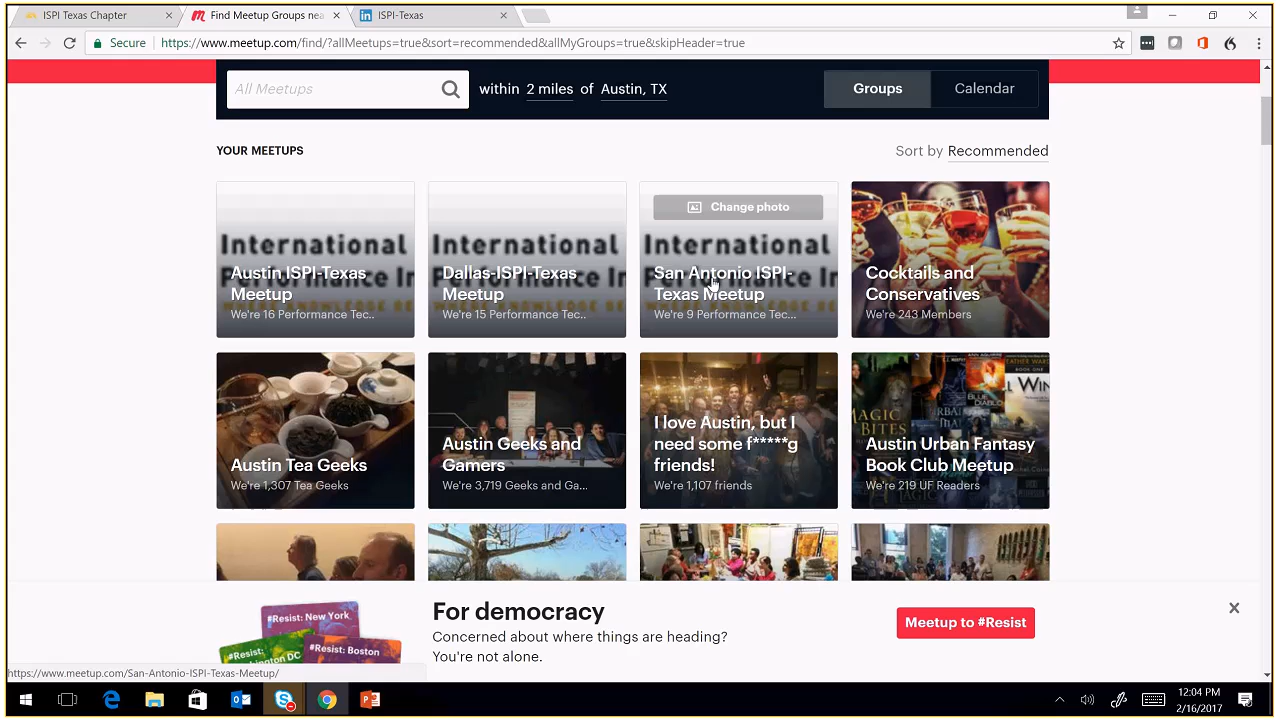 ISPI Texas Chapter
Find Meetup Groups nea
ISPI-Texas
Secure
https://www.meetup.com/find/?allMeetups=true&sort=recommended&allMyGroups=true&skipHeader=true
All Meetups
within 2 miles of Austin, TX
Groups
Calendar
YOUR MEETUPS
Sort by Recommended
International
Austin ISPI-Texas
Meetup
We're 16 Performance Tec..
International
Dallas-ISPI-Texas
Meetup
We're 15 Performance Tec..
Change photo
International
San Antonio ISPI-
Texas Meetup
We're 9 Performance Tec...
Cocktails and
Conservatives
We're 243 Members
Austin Tea Geeks
We're 1,307 Tea Geeks
Austin Geeks and
Gamers
We're 3,719 Geeks and Ga...
I love Austin, but I
need some f*****g
friends!
We're 1,107 friends
MAGIC
BITES
Austin Urban Fantasy
Book Club Meetup
We're 219 UF Readers
#Resist: New York
#Resist: Boston
For democracy
Concerned about where things are heading?
You're not alone.
Meetup to #Resist
https://www.meetup.com/San-Antonio-ISPI-Texas-Meetup/
12:04 PM
2/16/2017